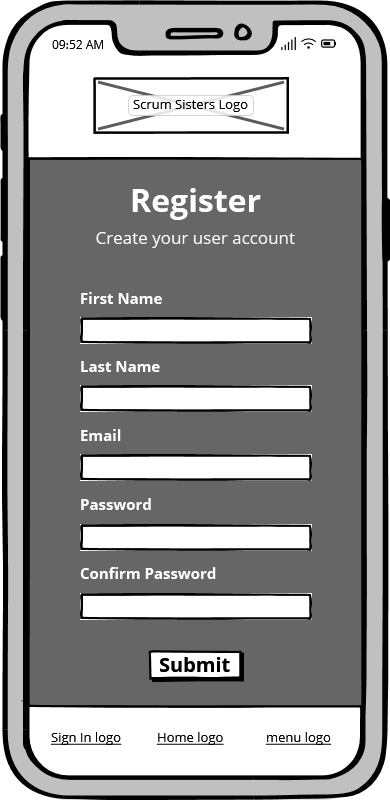 09:52 AM
Scrum Sisters Logo
Register
Create your user account
First Name
Last Name
Email
Password
Confirm Password
Submit
Sign In logo Home logo menu logo